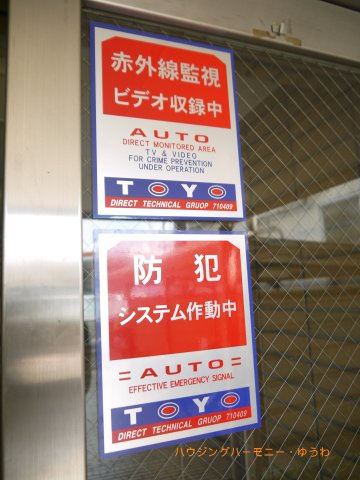 赤外線監視
ビデオ収録中
AUTO
DIRECT MONITORED AREA
TV & VIDEO
FOR CRIME PREVENTION
UNDER OPERATION
TOYO
DIRECT TECHNICAL GRUOP 710409
防犯
システム作動中
=AUTO=
EFFECTIVE EMERGENCY SIGNAL
TOYO
DIRECT TECHNICAL GRUOP 710409
ハウジングハーモニー・ゆうわ